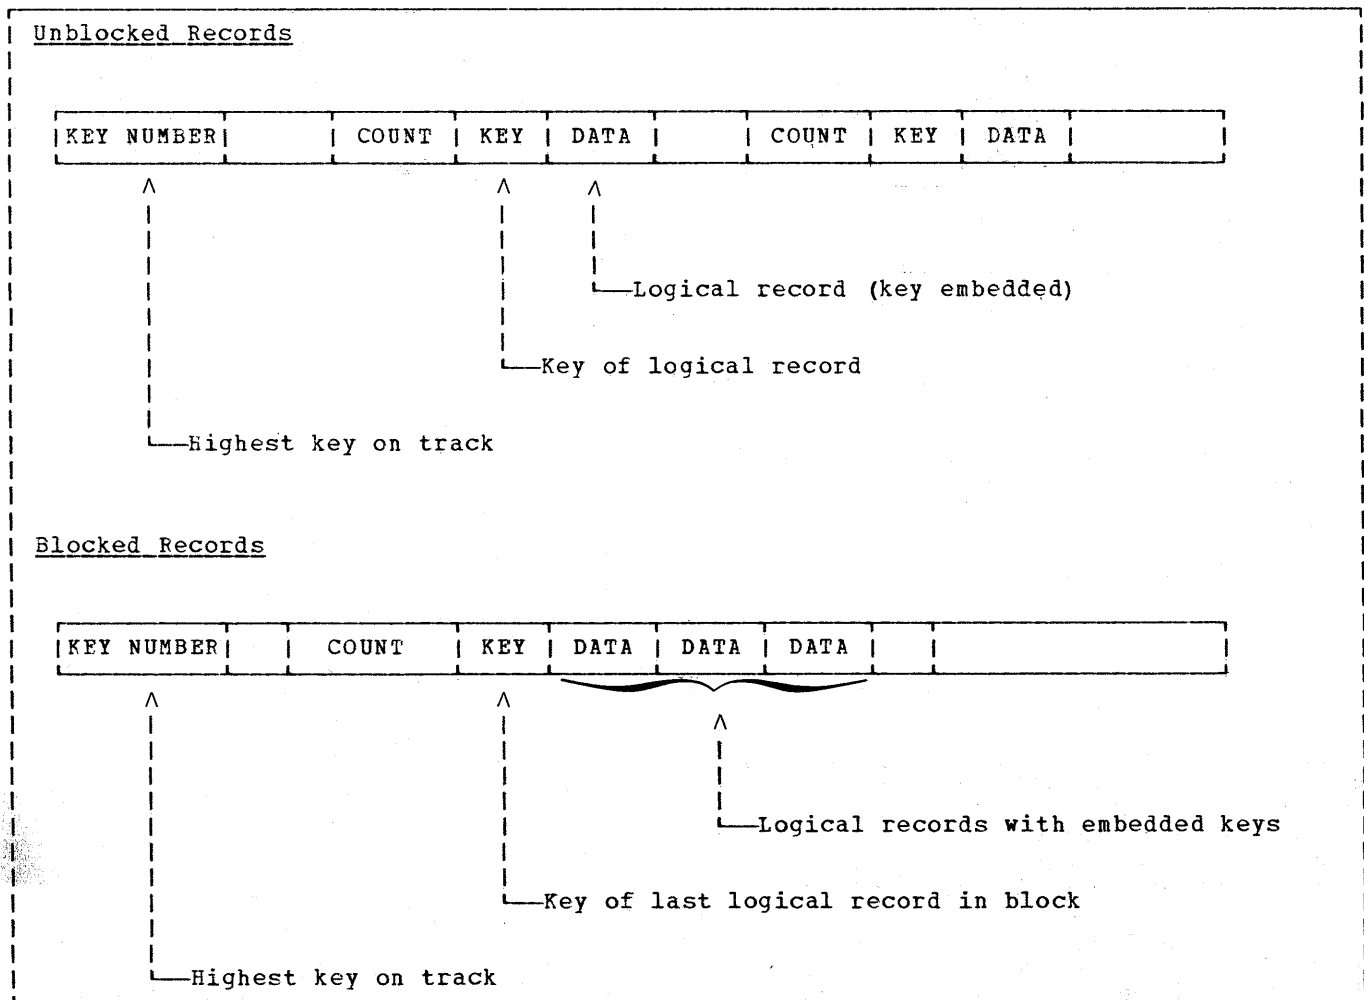 Unblocked Records
KEY NUMBER COUNT KEY DATA COUNT KEY DATA
Logical record (key embedded)
Key of logical record
Highest key on track
Blocked Records
KEY NUMBER COUNT KEY DATA DATA DATA
Logical records with embedded keys
Key of last logical record in block
Highest key on track